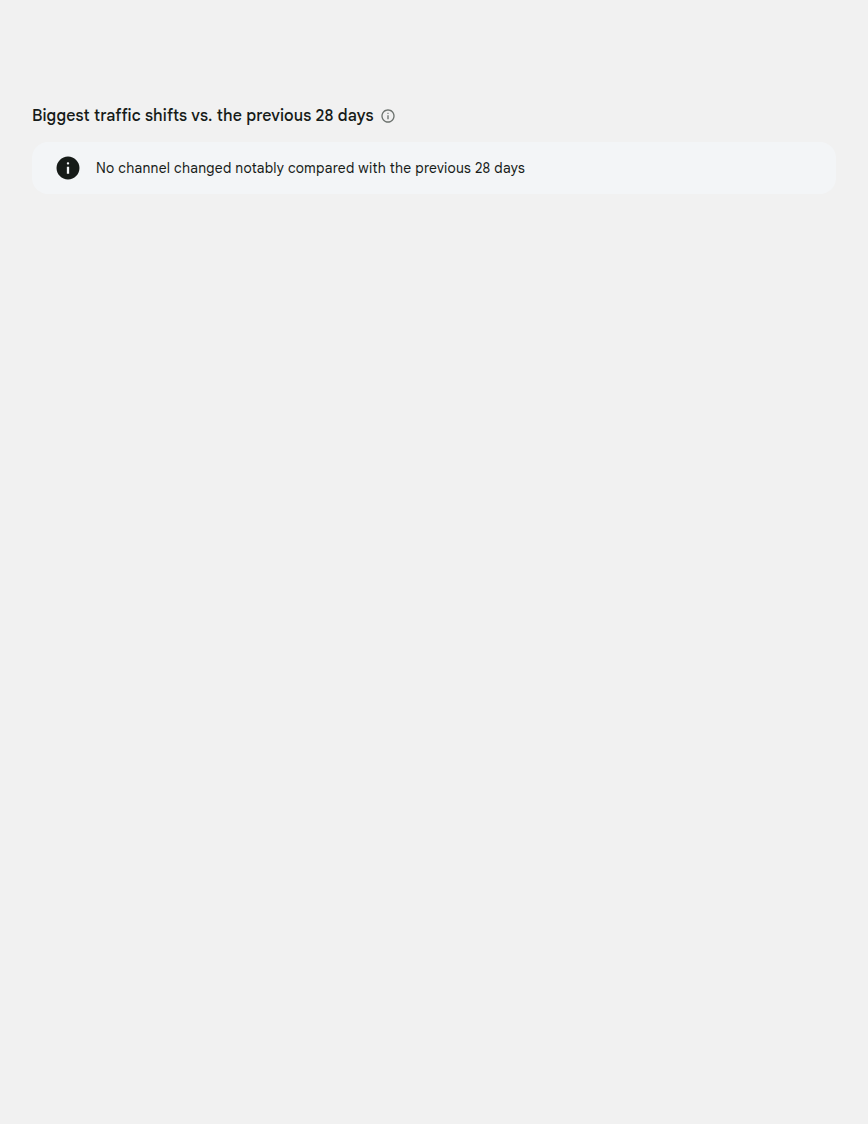 Biggest traffic shifts vs. the previous 28 days
No channel changed notably compared with the previous 28 days